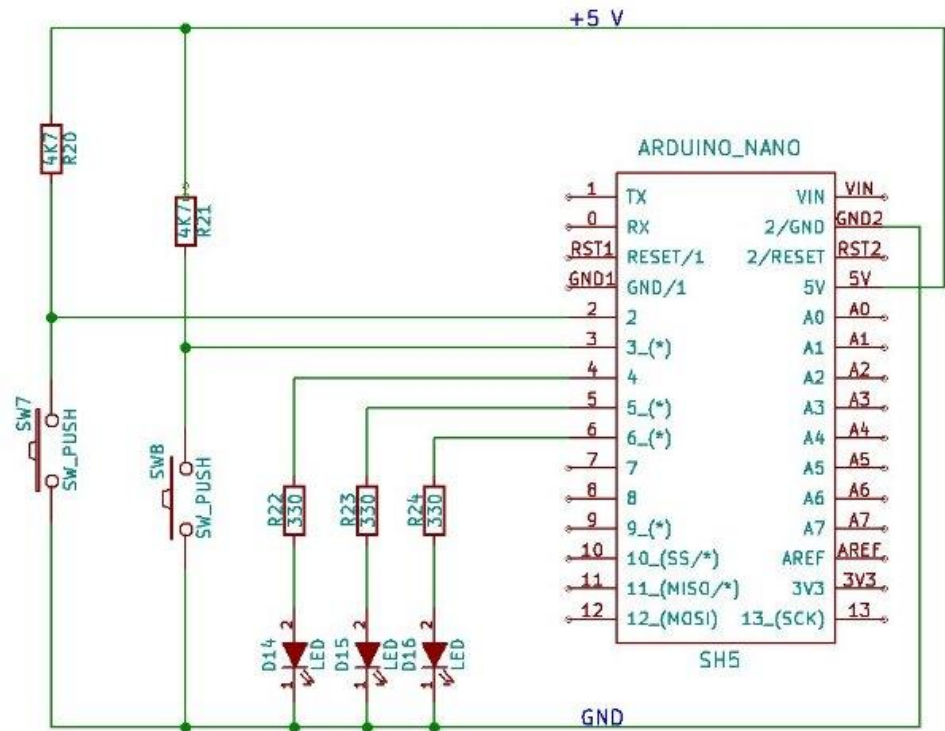 +5 V
4K7
R20
4K7
R21
ARDUINO_NANO
1 TX
0 RX
RST1 RESET/1
GND1 GND/1
2 2
3 3_(*)
4 4
5 5_(*)
6 6_(*)
7 7
8 8
9 9_(*)
10 10_(SS/*)
11 11_(MISO/*)
12 12_(MOSI)
VIN VIN
2/GND GND2
2/RESET RST2
5V 5V
A0 A0
A1 A1
A2 A2
A3 A3
A4 A4
A5 A5
A6 A6
A7 A7
AREF AREF
3V3 3V3
13_(SCK) 13
SH5
SW7
SW_PUSH
SW8
SW_PUSH
R22
330
R23
330
R24
330
D14
2
1
LED
D15
2
1
LED
D16
2
1
LED
GND